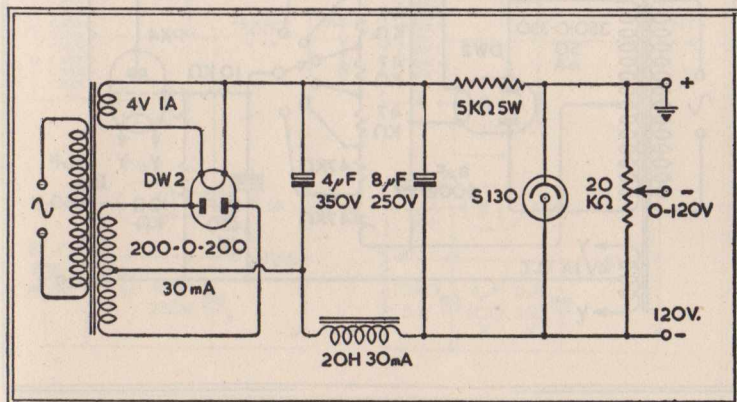 4V 1A
5KΩ 5W
+
DW2
4μF
350V
8μF
250V
S130
20
KΩ
-
0-120V
200-0-200
30mA
120V.
-
20H 30mA